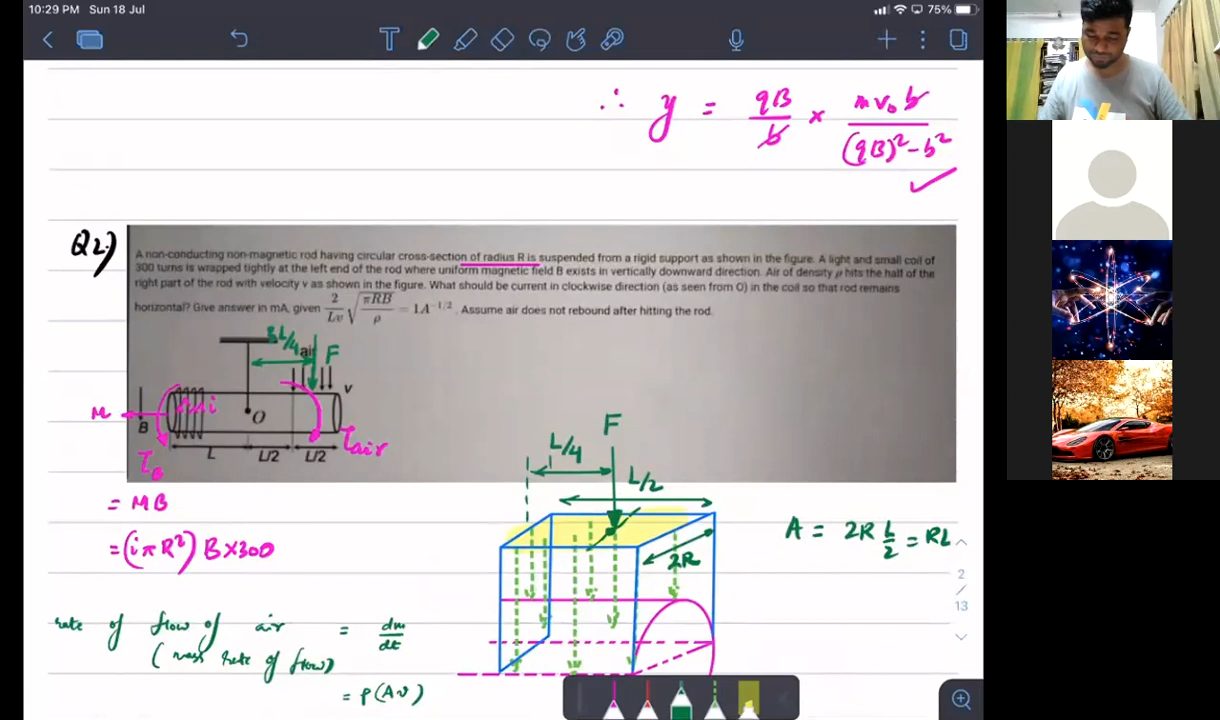 10:29 PM Sun 18 Jul
75%
∴ y = qB/b × mv₀b/((qB)²-b²)
Q2.)
A non-conducting non-magnetic rod having circular cross-section of radius R is suspended from a rigid support as shown in the figure. A light and small coil of
300 turns is wrapped tightly at the left end of the rod where uniform magnetic field B exists in vertically downward direction. Air of density ρ hits the half of the
right part of the rod with velocity v as shown in the figure. What should be current in clockwise direction (as seen from O) in the coil so that rod remains
horizontal? Give answer in mA, given 2/Lv √(πRB/ρ) = 1A^(-1/2). Assume air does not rebound after hitting the rod.
3L/4
air
F
v
M
B
O
τair
L
L/2
L/2
τB
= MB
= (iπR²) B×300
F
L/4
L/2
2R
A = 2R L/2 = RL
rate of flow of air = dm/dt
(mass rate of flow)
= ρ(Av)
2
/
13